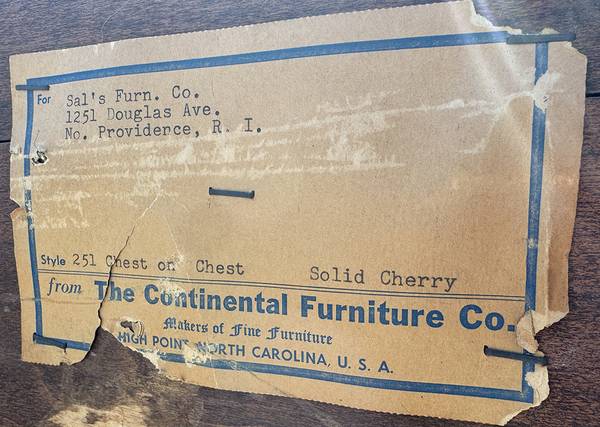 For Sal's Furn. Co.
1251 Douglas Ave.
No. Providence, R. I.
Style 251 Chest on Chest Solid Cherry
from The Continental Furniture Co.
Makers of Fine Furniture
HIGH POINT NORTH CAROLINA, U. S. A.